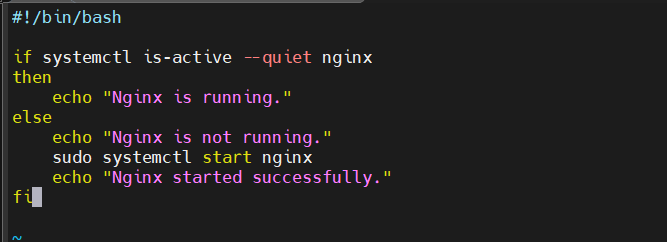 #!/bin/bash

if systemctl is-active --quiet nginx
then
    echo "Nginx is running."
else
    echo "Nginx is not running."
    sudo systemctl start nginx
    echo "Nginx started successfully."
fi
~